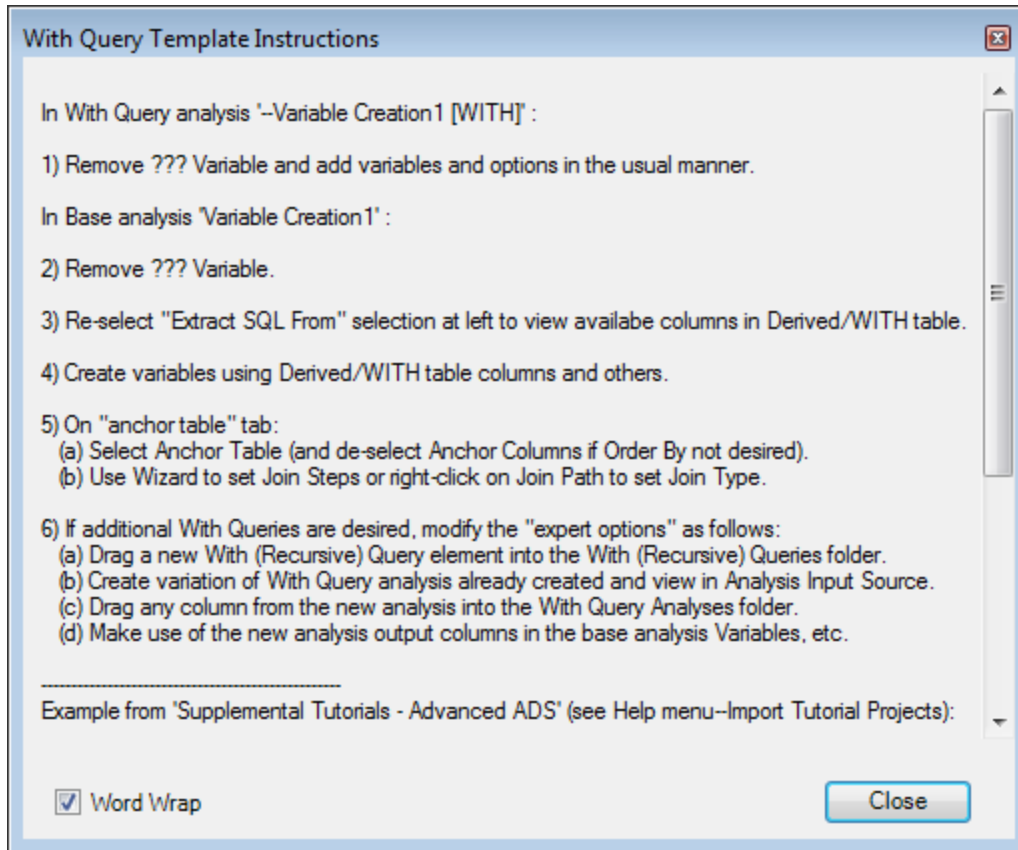 With Query Template Instructions
In With Query analysis '--Variable Creation1 [WITH]' :
1) Remove ??? Variable and add variables and options in the usual manner.
In Base analysis 'Variable Creation1' :
2) Remove ??? Variable.
3) Re-select "Extract SQL From" selection at left to view availabe columns in Derived/WITH table.
4) Create variables using Derived/WITH table columns and others.
5) On "anchor table" tab:
(a) Select Anchor Table (and de-select Anchor Columns if Order By not desired).
(b) Use Wizard to set Join Steps or right-click on Join Path to set Join Type.
6) If additional With Queries are desired, modify the "expert options" as follows:
(a) Drag a new With (Recursive) Query element into the With (Recursive) Queries folder.
(b) Create variation of With Query analysis already created and view in Analysis Input Source.
(c) Drag any column from the new analysis into the With Query Analyses folder.
(d) Make use of the new analysis output columns in the base analysis Variables, etc.
--------------------------------------------------
Example from 'Supplemental Tutorials - Advanced ADS' (see Help menu--Import Tutorial Projects):
Word Wrap
Close